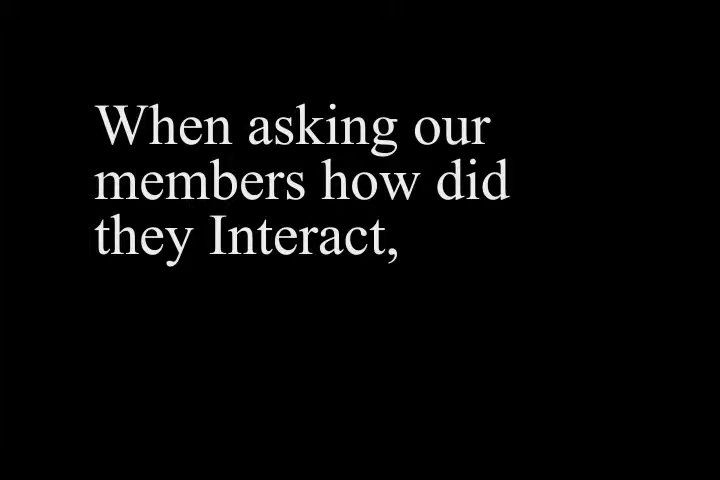 When asking our
members how did
they Interact,